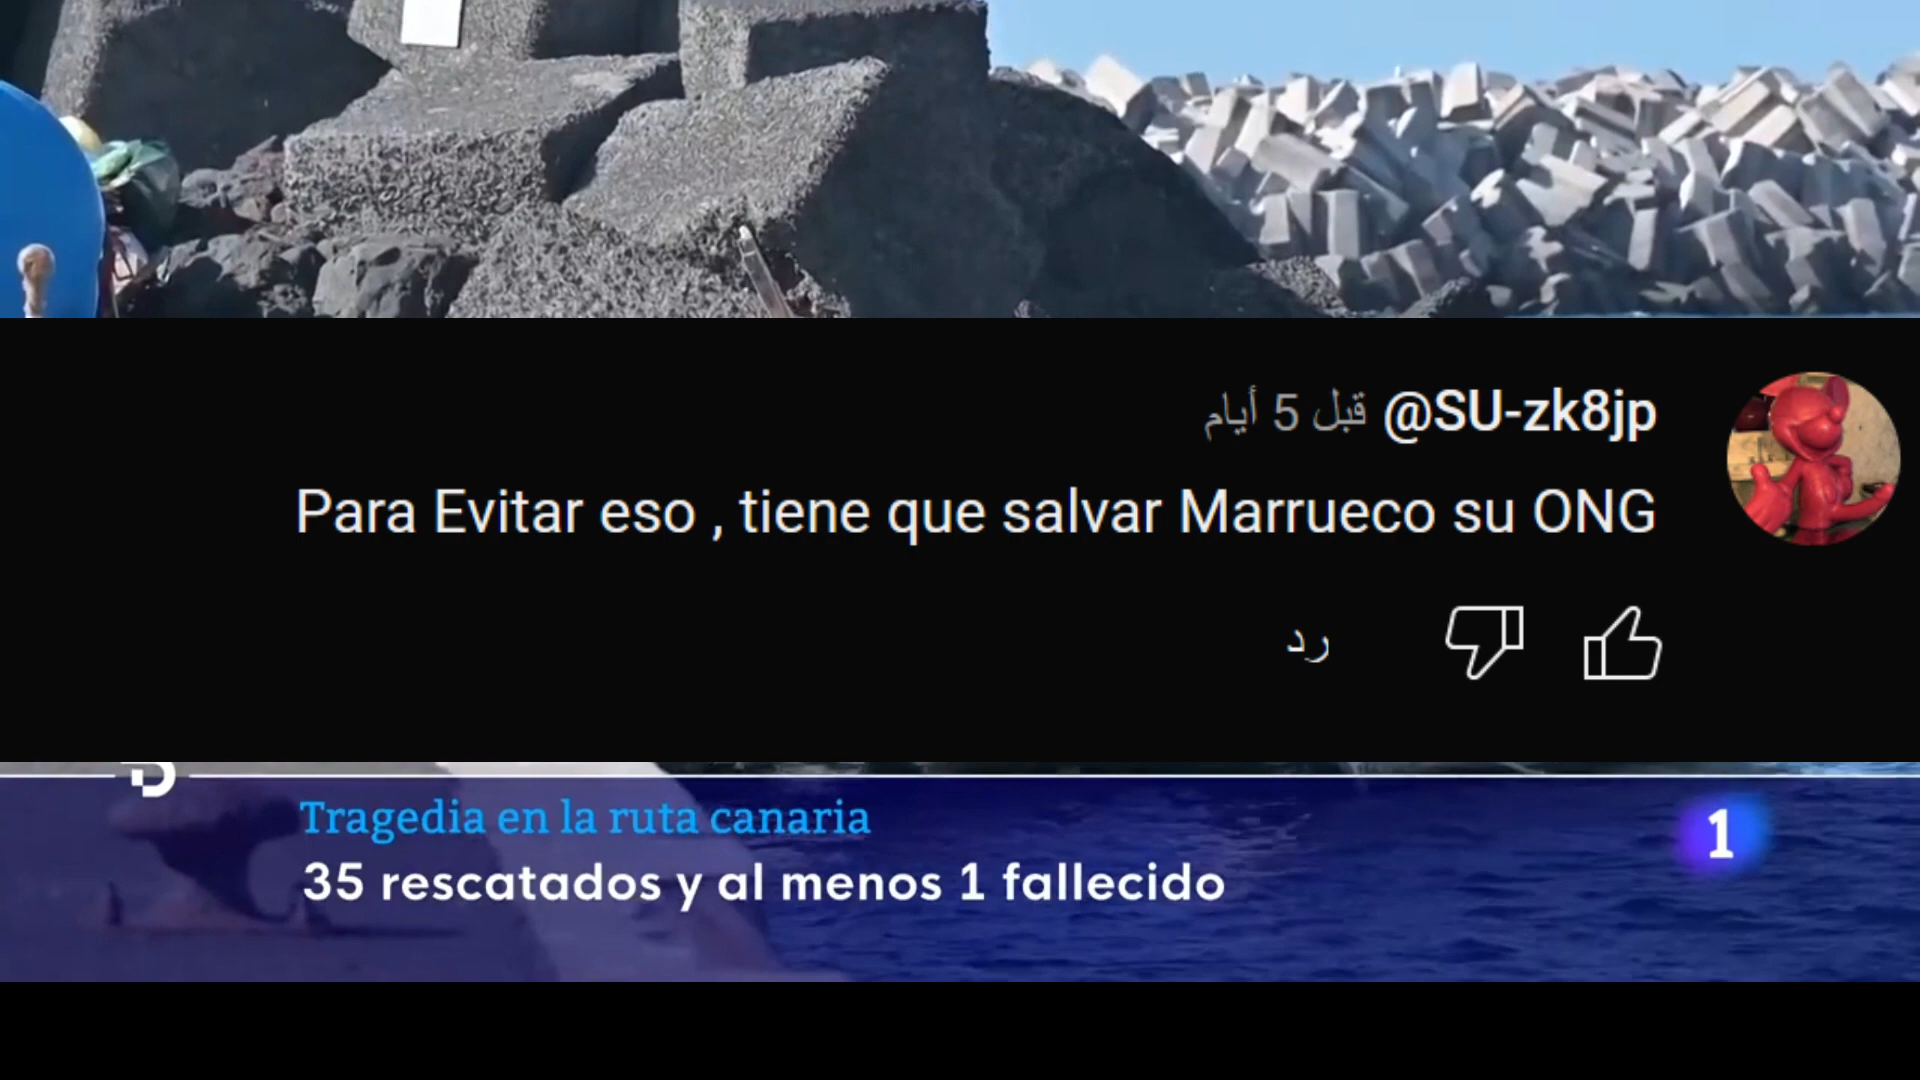 @SU-zk8jp قبل 5 أيام
Para Evitar eso , tiene que salvar Marrueco su ONG
رد
Tragedia en la ruta canaria
1
35 rescatados y al menos 1 fallecido